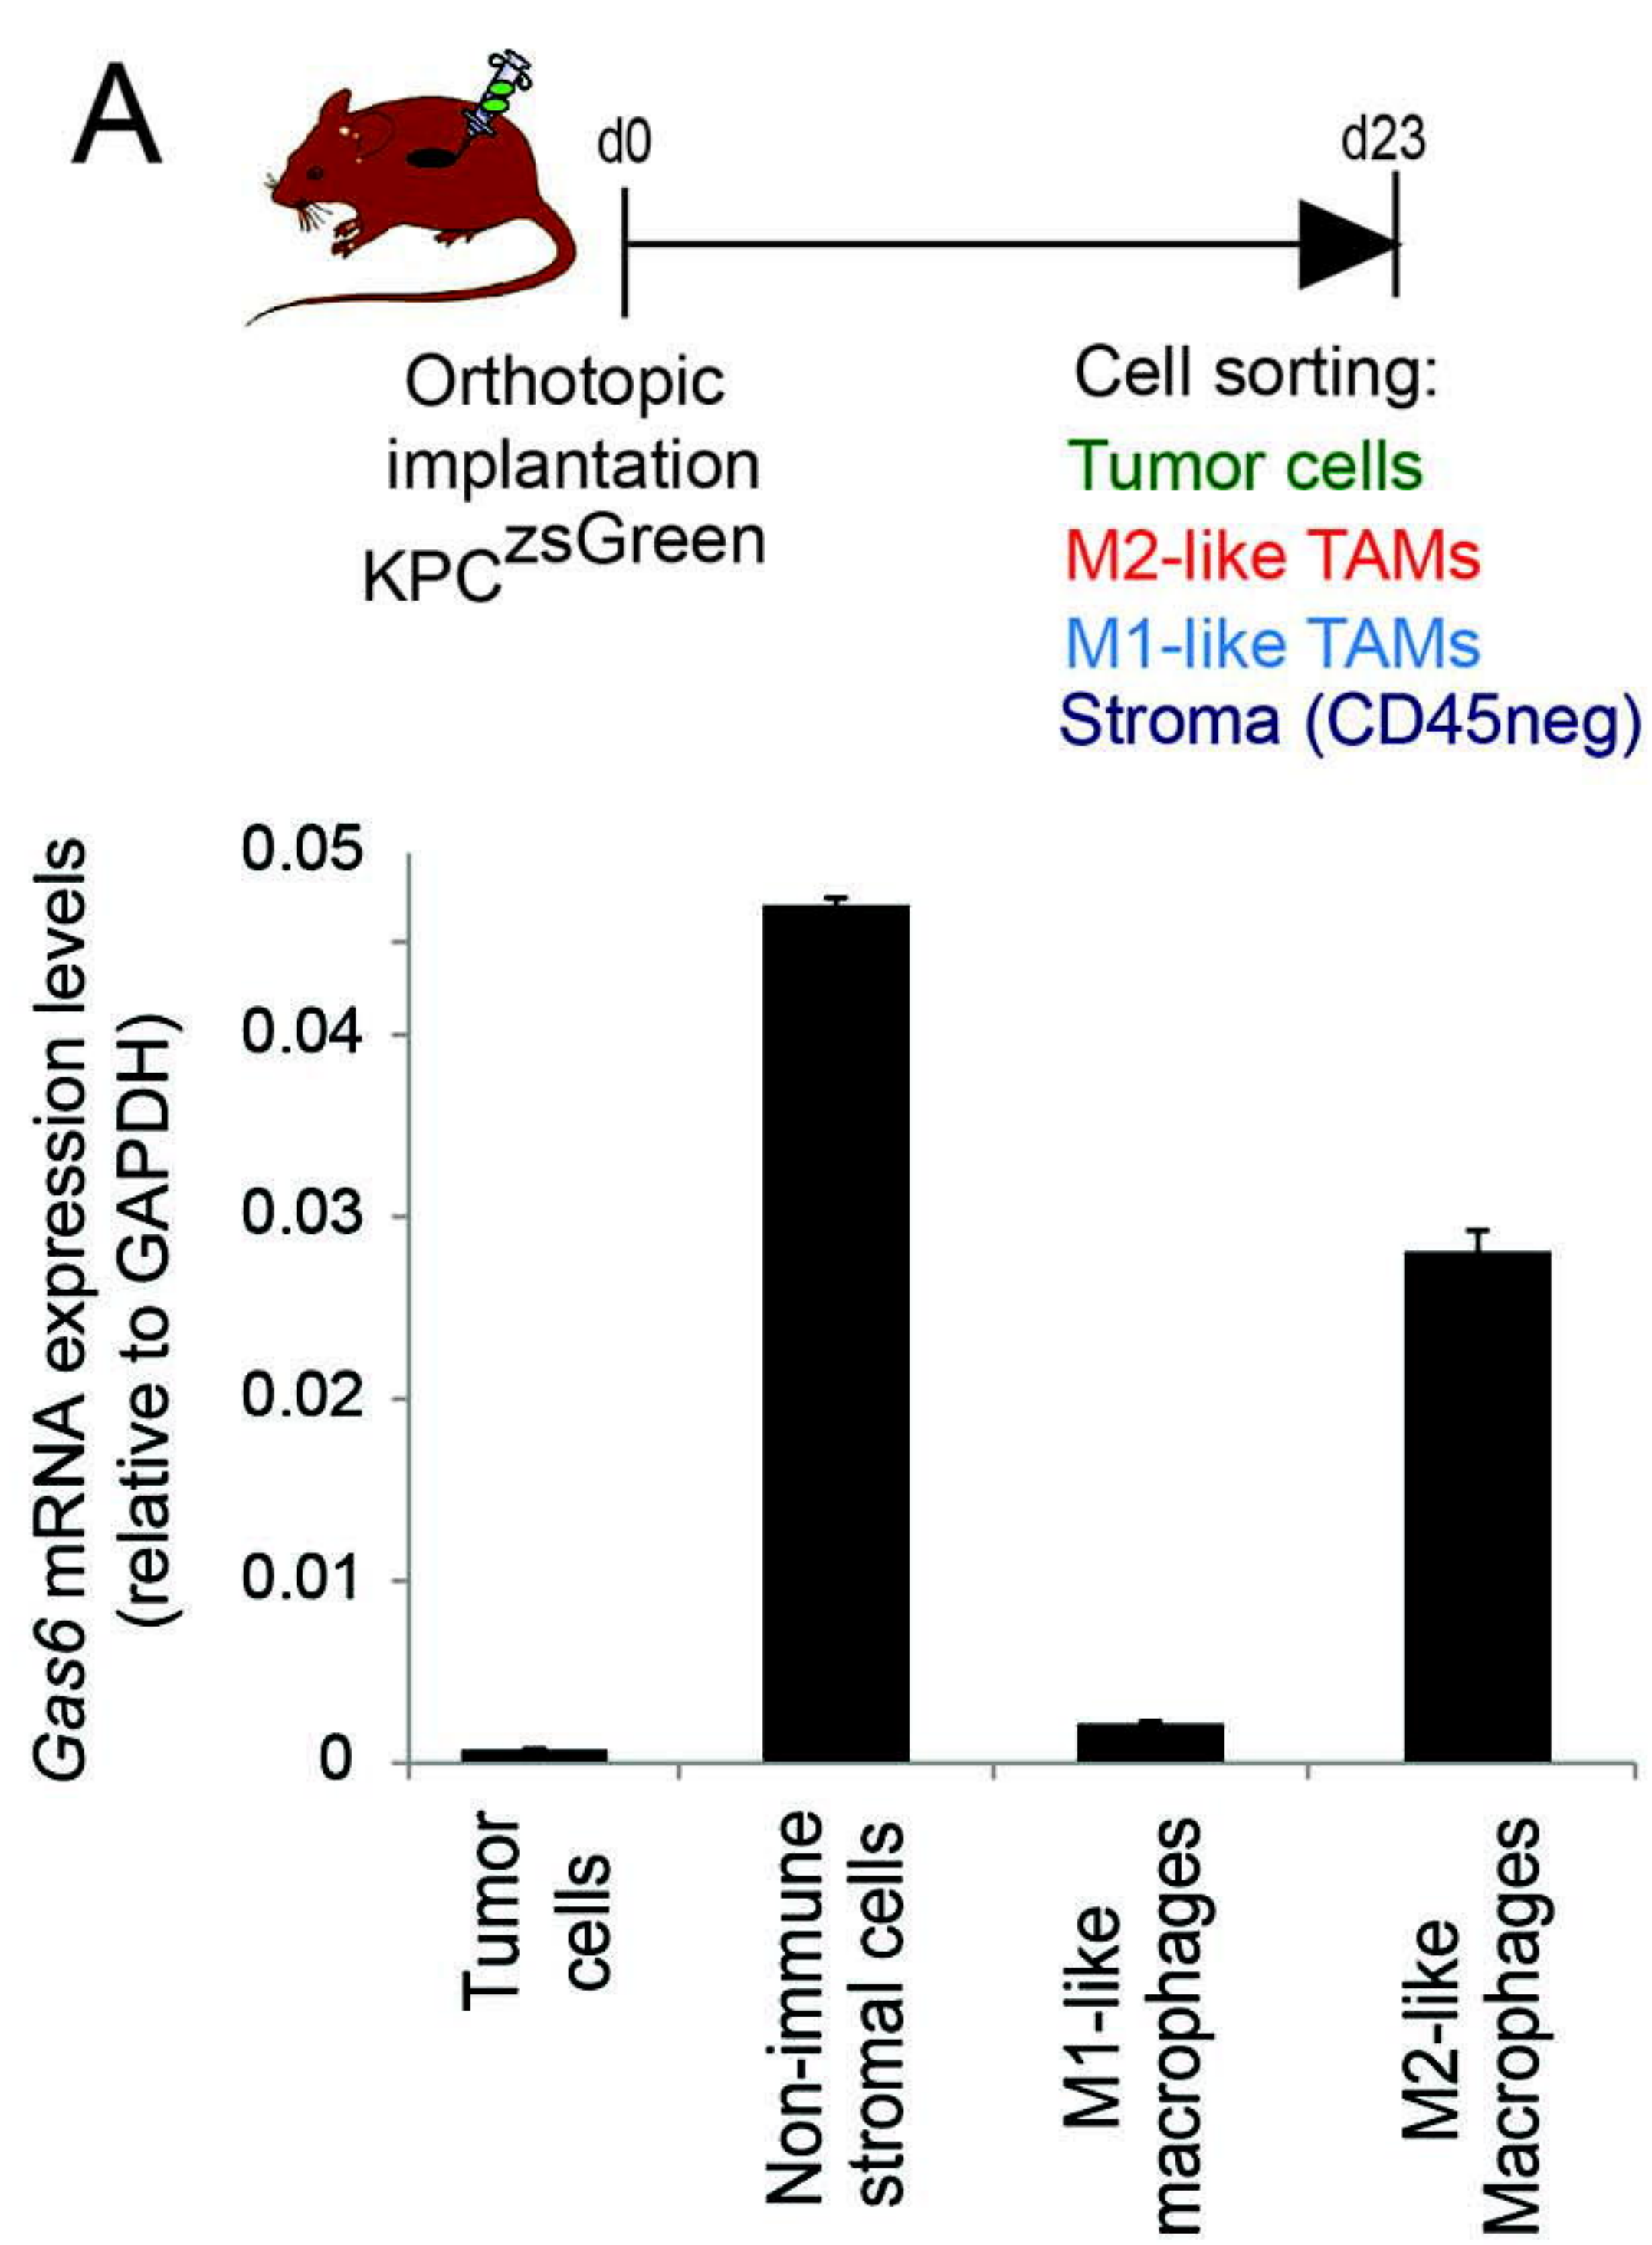 A
d0
d23
Orthotopic
implantation
KPC zsGreen
Cell sorting:
Tumor cells
M2-like TAMs
M1-like TAMs
Stroma (CD45neg)
Gas6 mRNA expression levels
(relative to GAPDH)
0.05
0.04
0.03
0.02
0.01
0
Tumor
cells
Non-immune
stromal cells
M1-like
macrophages
M2-like
Macrophages